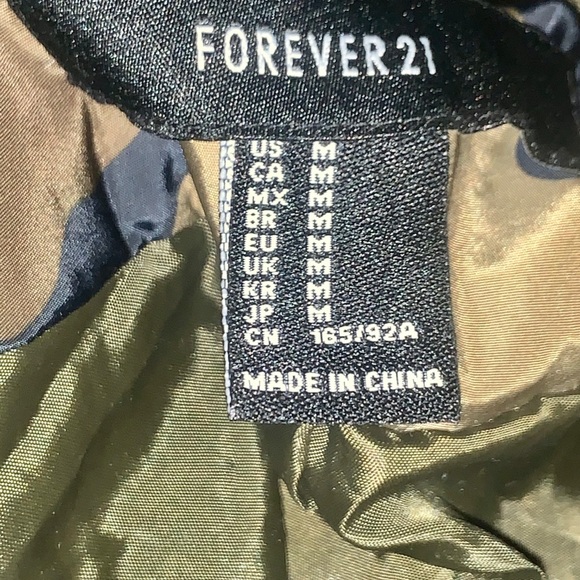 FOREVER 21
US M
CA M
MX M
BR M
EU M
UK M
KR M
JP M
CN 165/92A
MADE IN CHINA